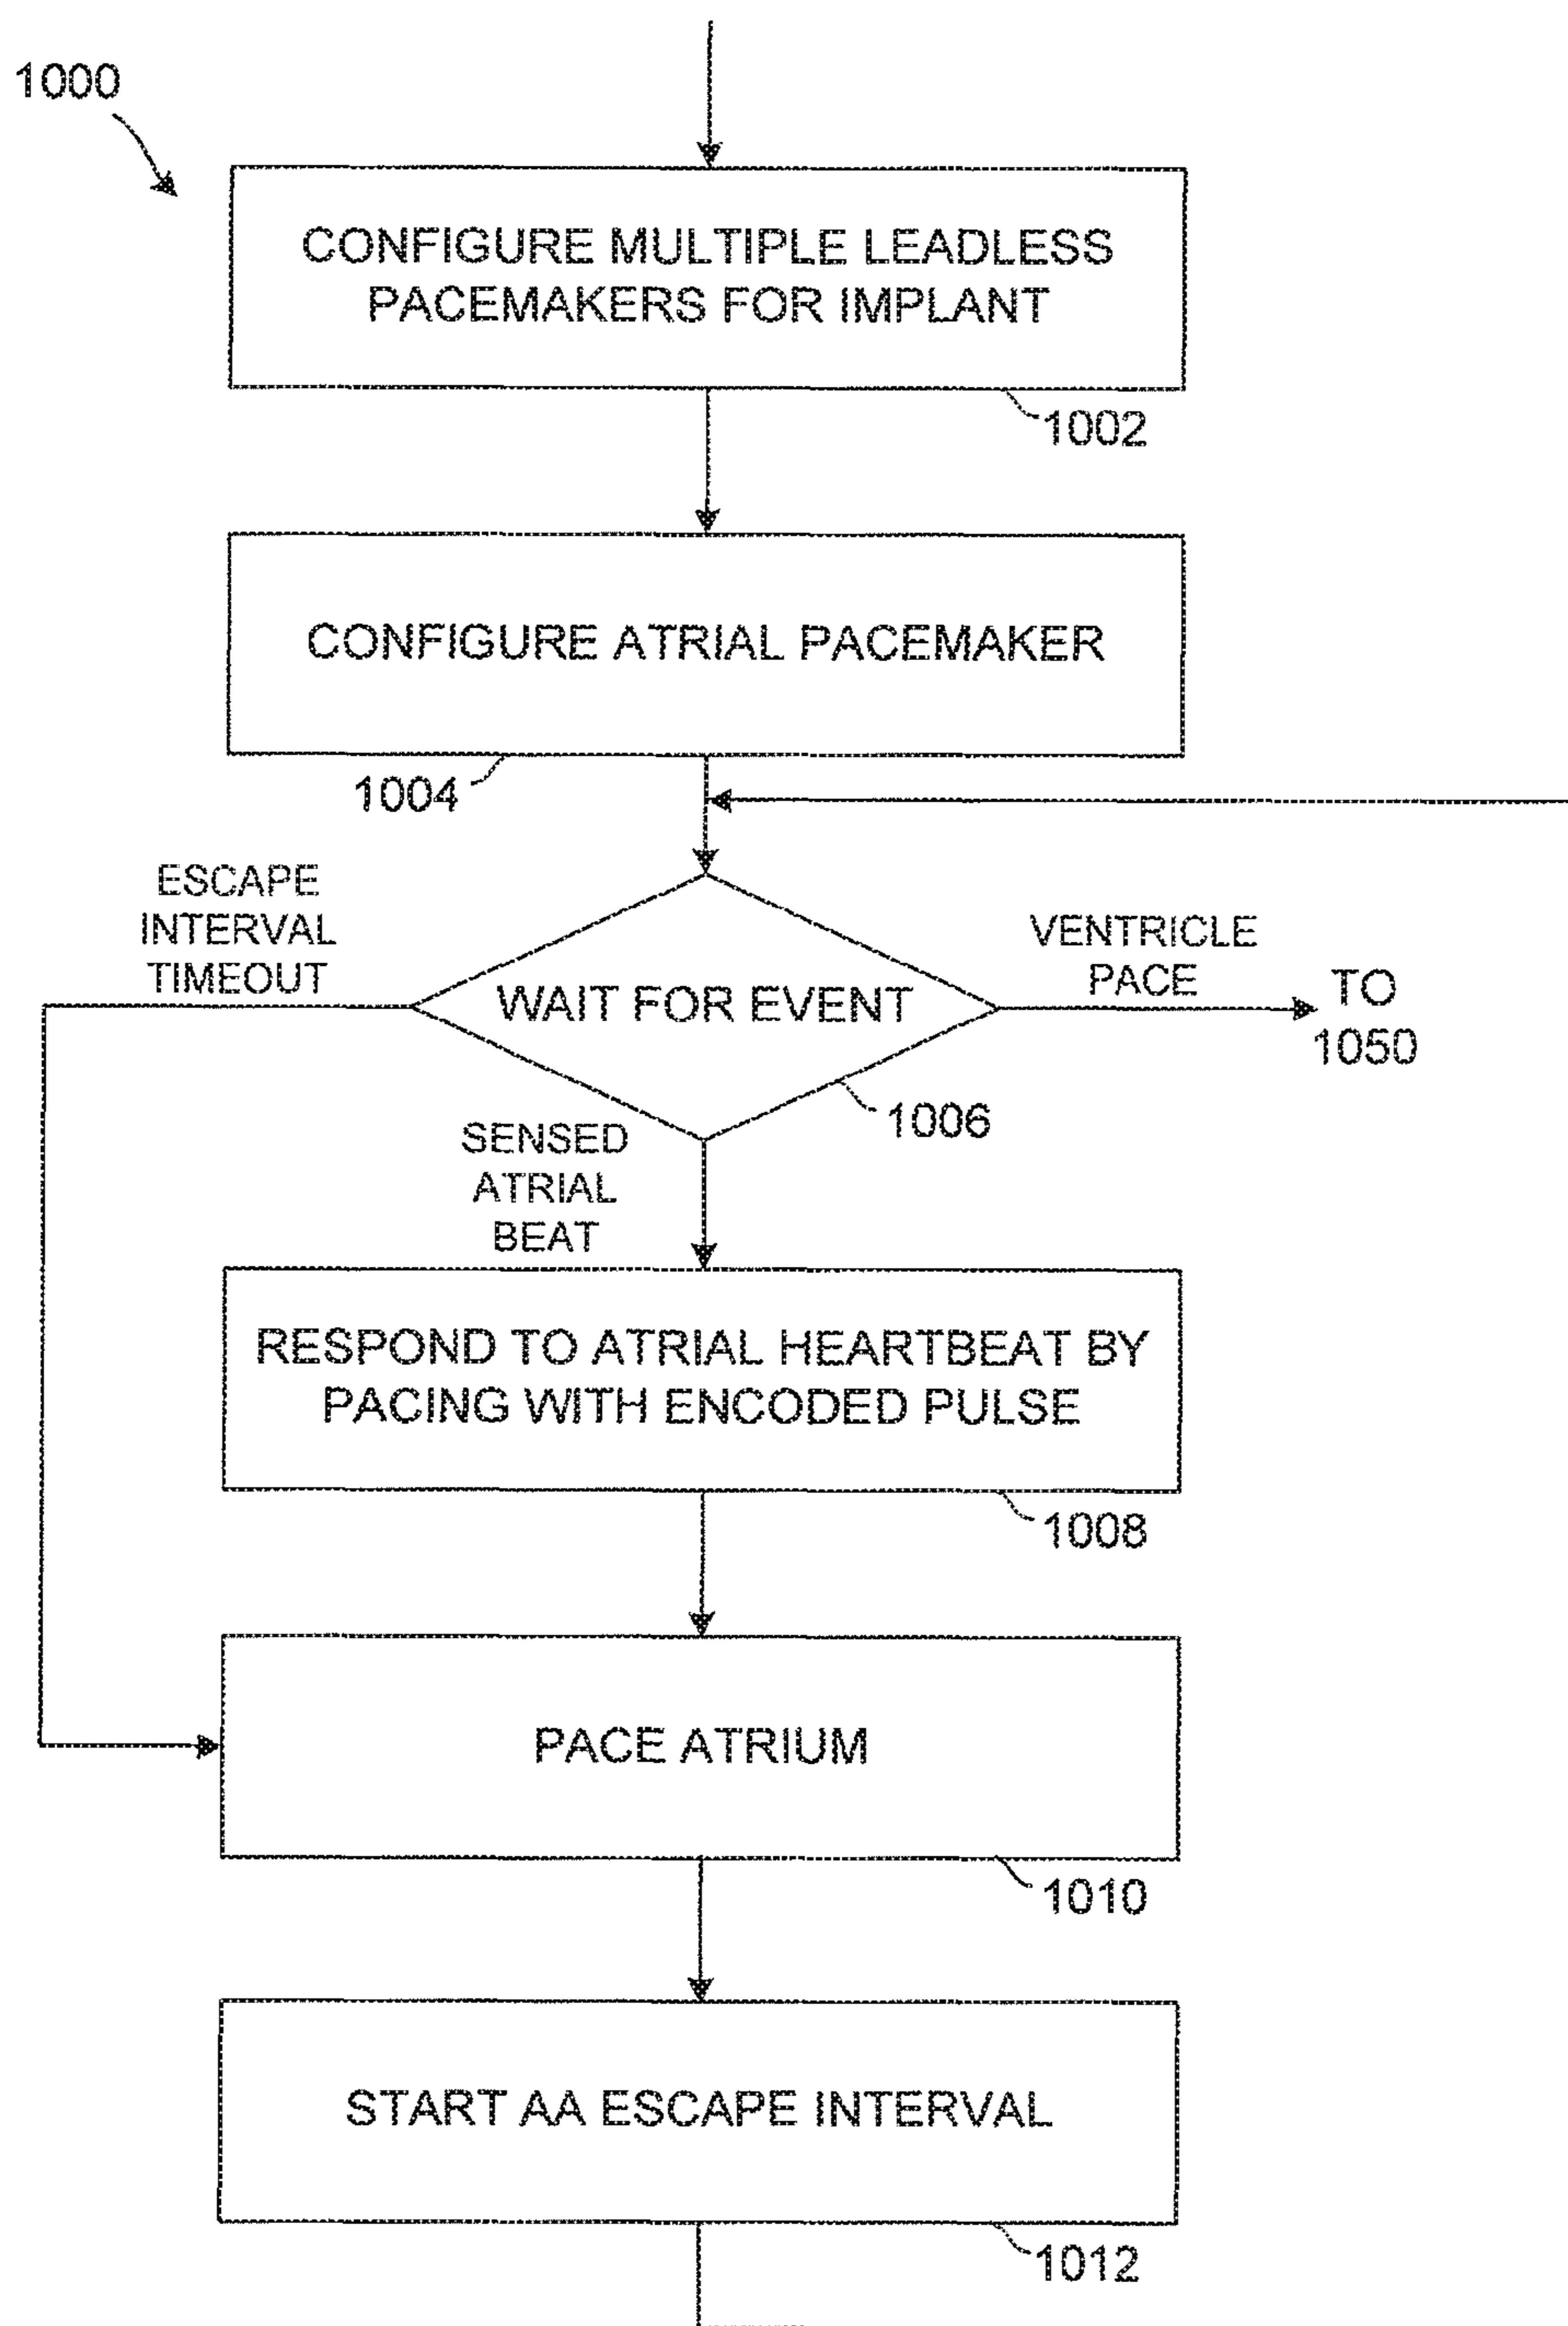 1000
CONFIGURE MULTIPLE LEADLESS
PACEMAKERS FOR IMPLANT
1002
CONFIGURE ATRIAL PACEMAKER
1004
ESCAPE
INTERVAL
TIMEOUT
WAIT FOR EVENT
VENTRICLE
PACE
TO
1050
1006
SENSED
ATRIAL
BEAT
RESPOND TO ATRIAL HEARTBEAT BY
PACING WITH ENCODED PULSE
1008
PACE ATRIUM
1010
START AA ESCAPE INTERVAL
1012